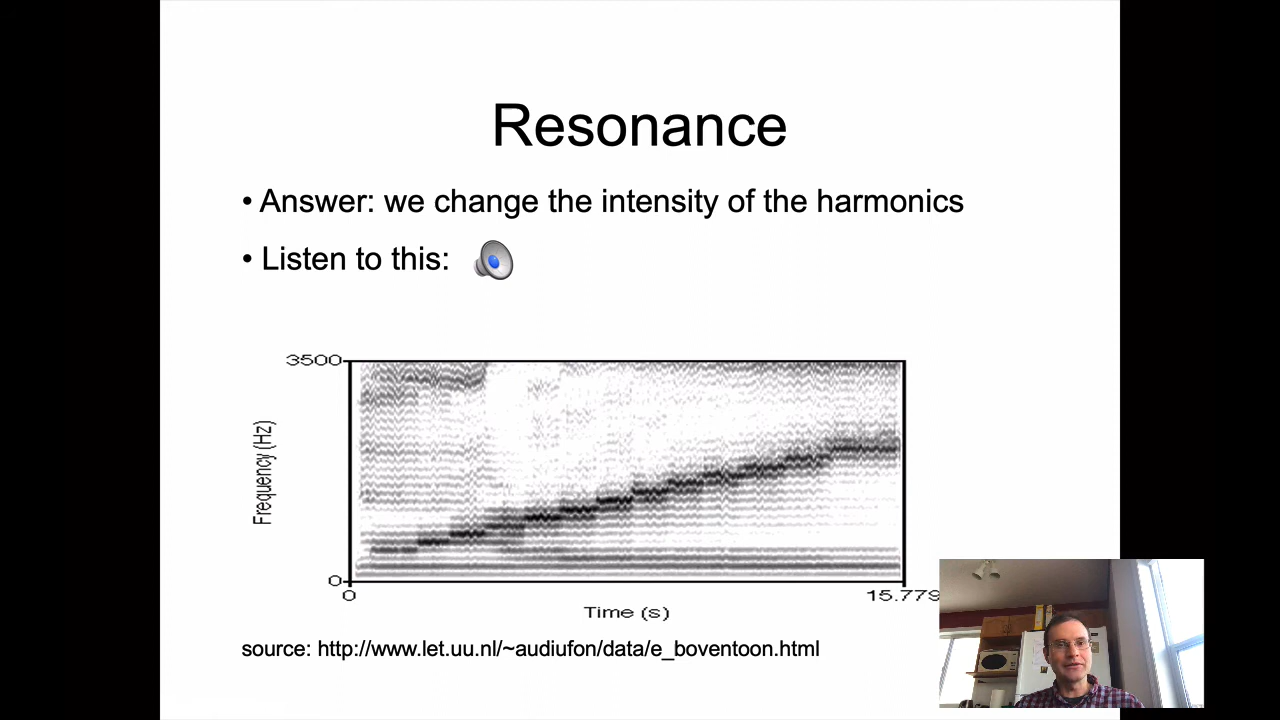 Resonance
• Answer: we change the intensity of the harmonics
• Listen to this:
3500
Frequency (Hz)
0
0
15.779
Time (s)
source: http://www.let.uu.nl/~audiufon/data/e_boventoon.html